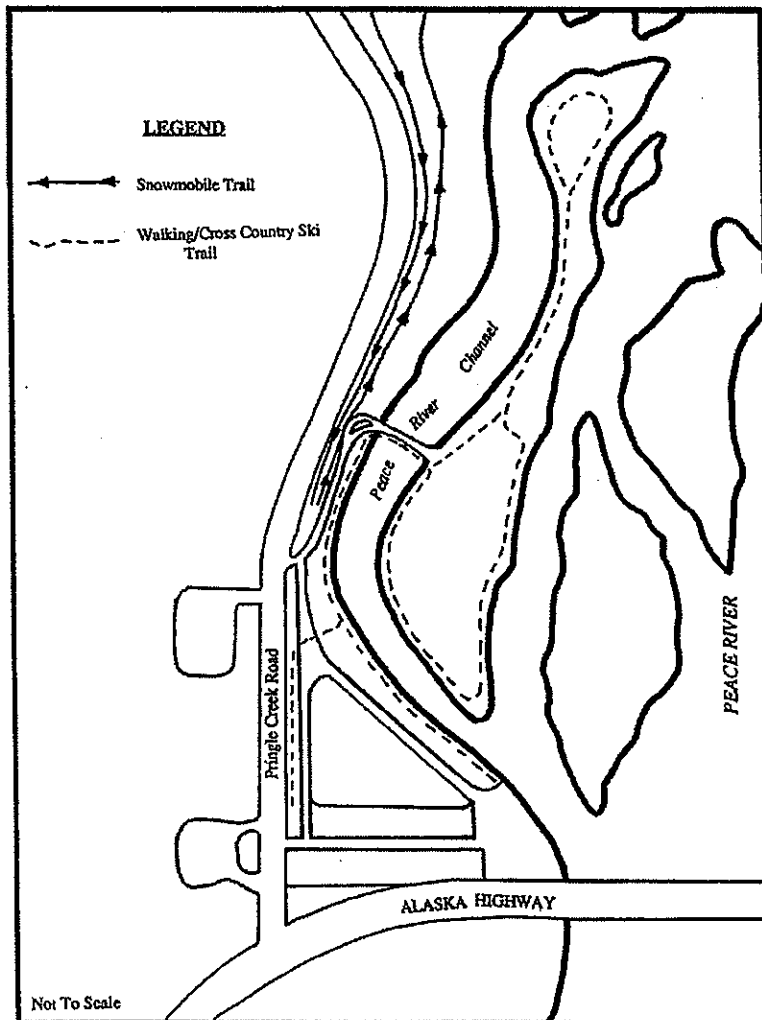 LEGEND
Snowmobile Trail
Walking/Cross Country Ski
Trail
Channel
River
Peace
PEACE RIVER
Pringle Creek Road
ALASKA HIGHWAY
Not To Scale